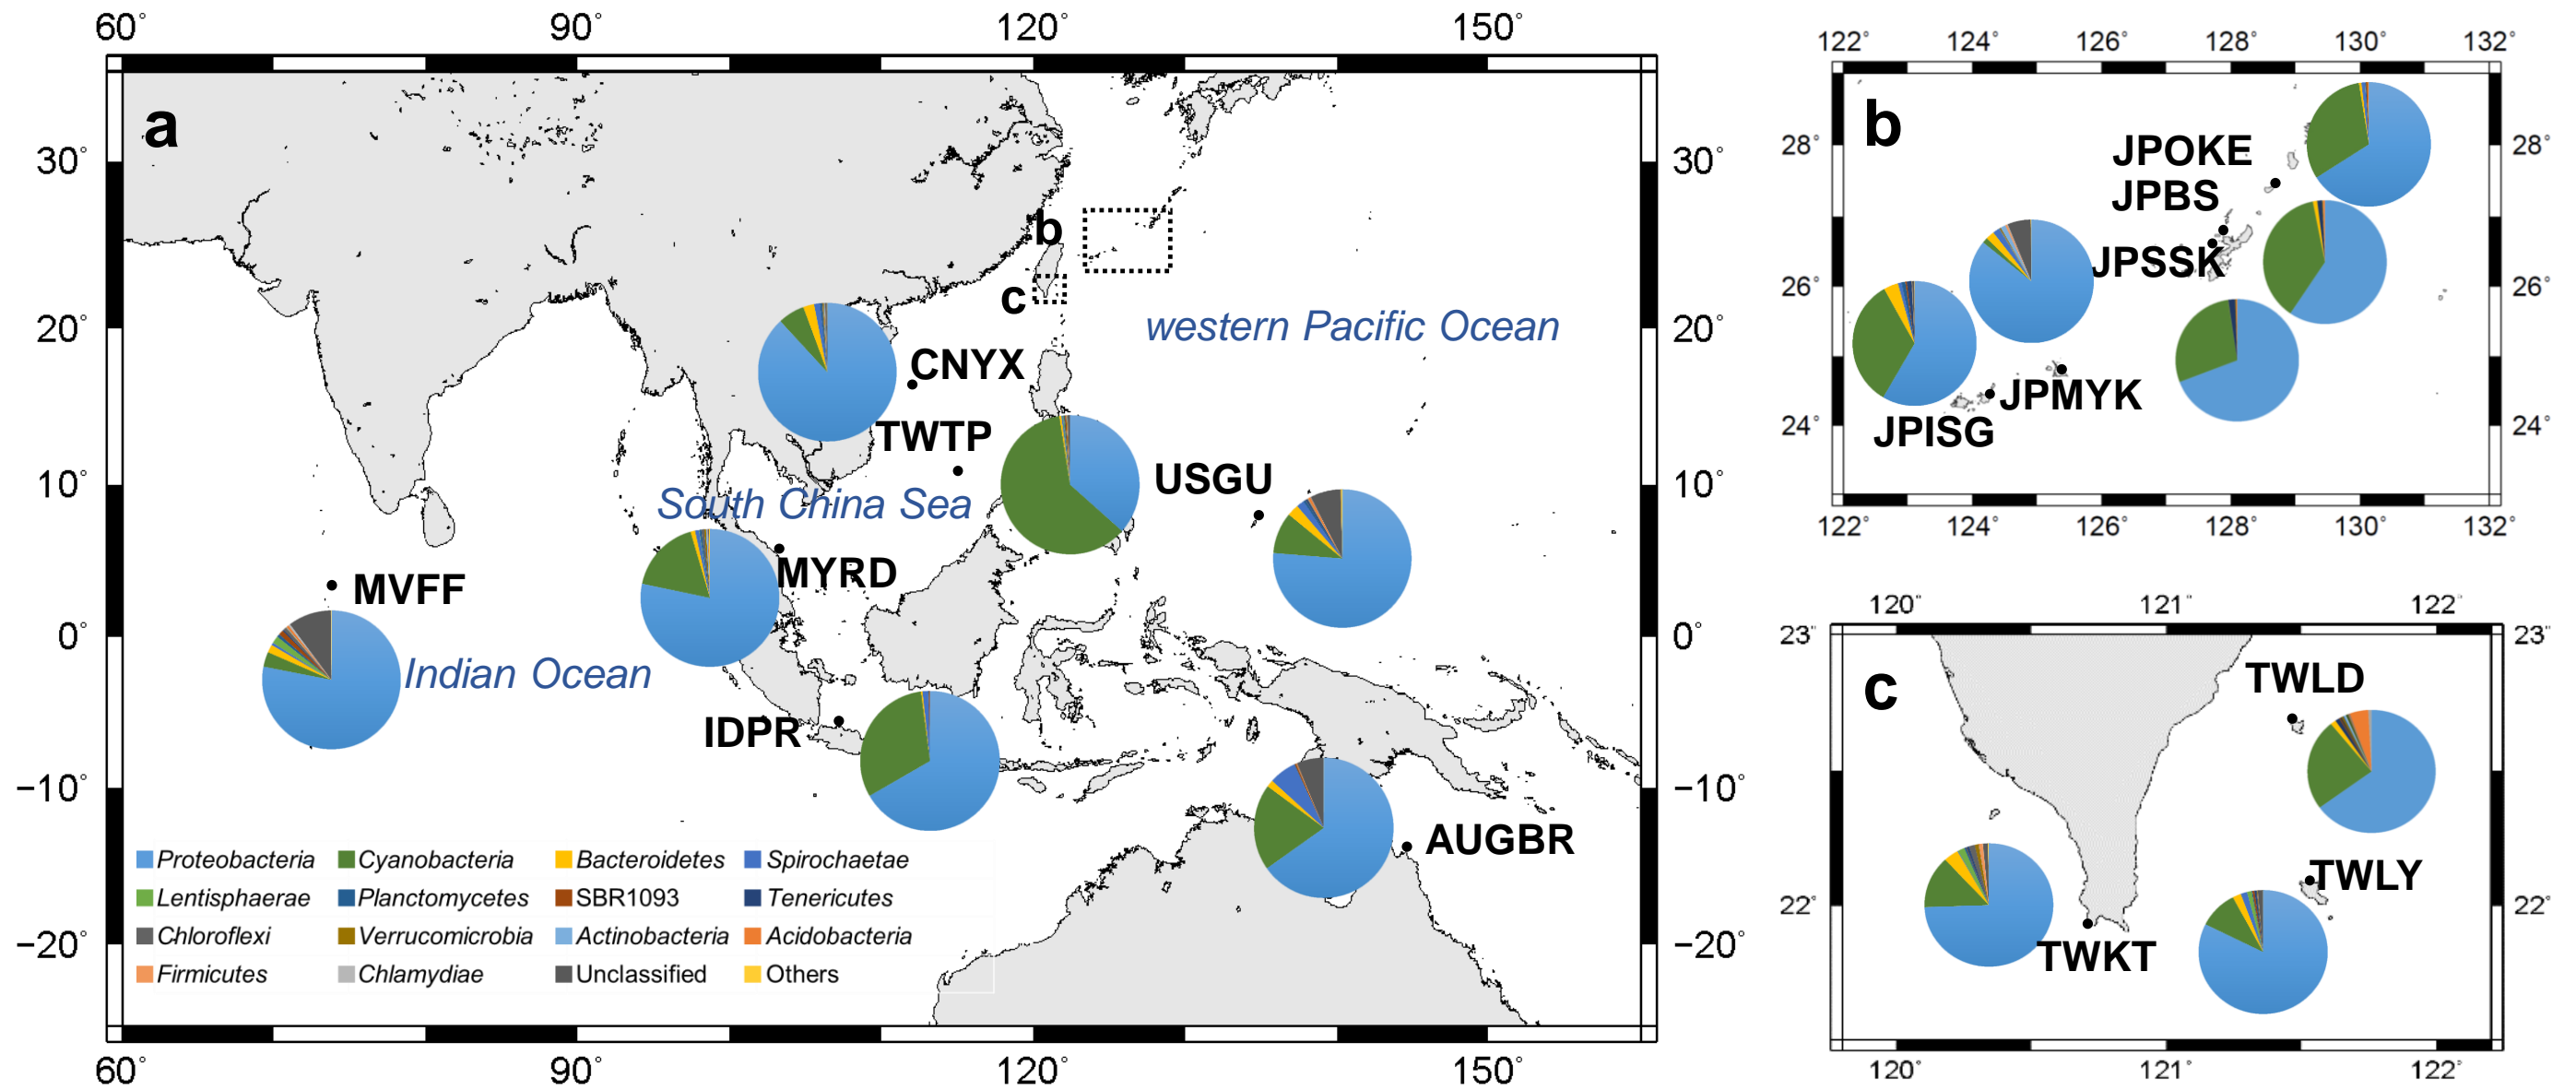 60° 90° 120° 150°
a
30° 30°
b
c
20° western Pacific Ocean 20°
CNYX
TWTP
USGU
10° South China Sea 10°
MYRD
MVFF
0° Indian Ocean 0°
IDPR
−10° −10°
AUGBR
Proteobacteria Cyanobacteria Bacteroidetes Spirochaetae
Lentisphaerae Planctomycetes SBR1093 Tenericutes
Chloroflexi Verrucomicrobia Actinobacteria Acidobacteria
Firmicutes Chlamydiae Unclassified Others
−20° −20°
60° 90° 120° 150°
122° 124° 126° 128° 130° 132°
b
28° JPOKE 28°
JPBS
JPSSK
26° 26°
JPMYK
24° JPISG 24°
122° 124° 126° 128° 130° 132°
120° 121° 122°
23° 23°
c
TWLD
TWLY
22° 22°
TWKT
120° 121° 122°